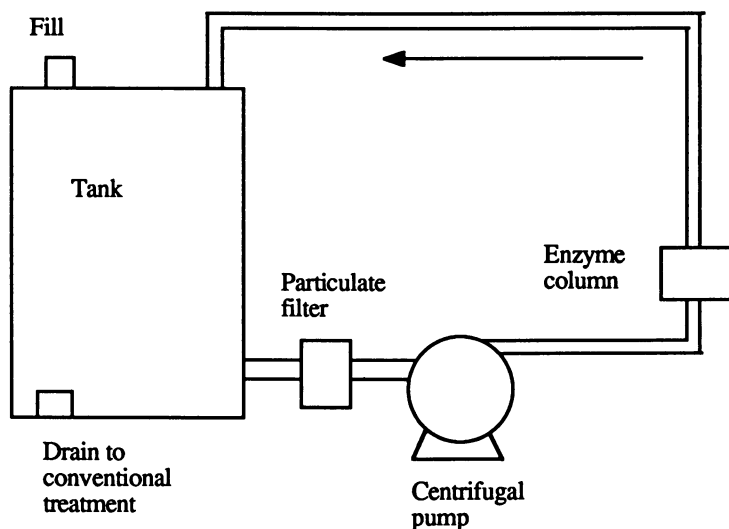 Fill
Tank
Enzyme
column
Particulate
filter
Drain to
conventional
treatment
Centrifugal
pump